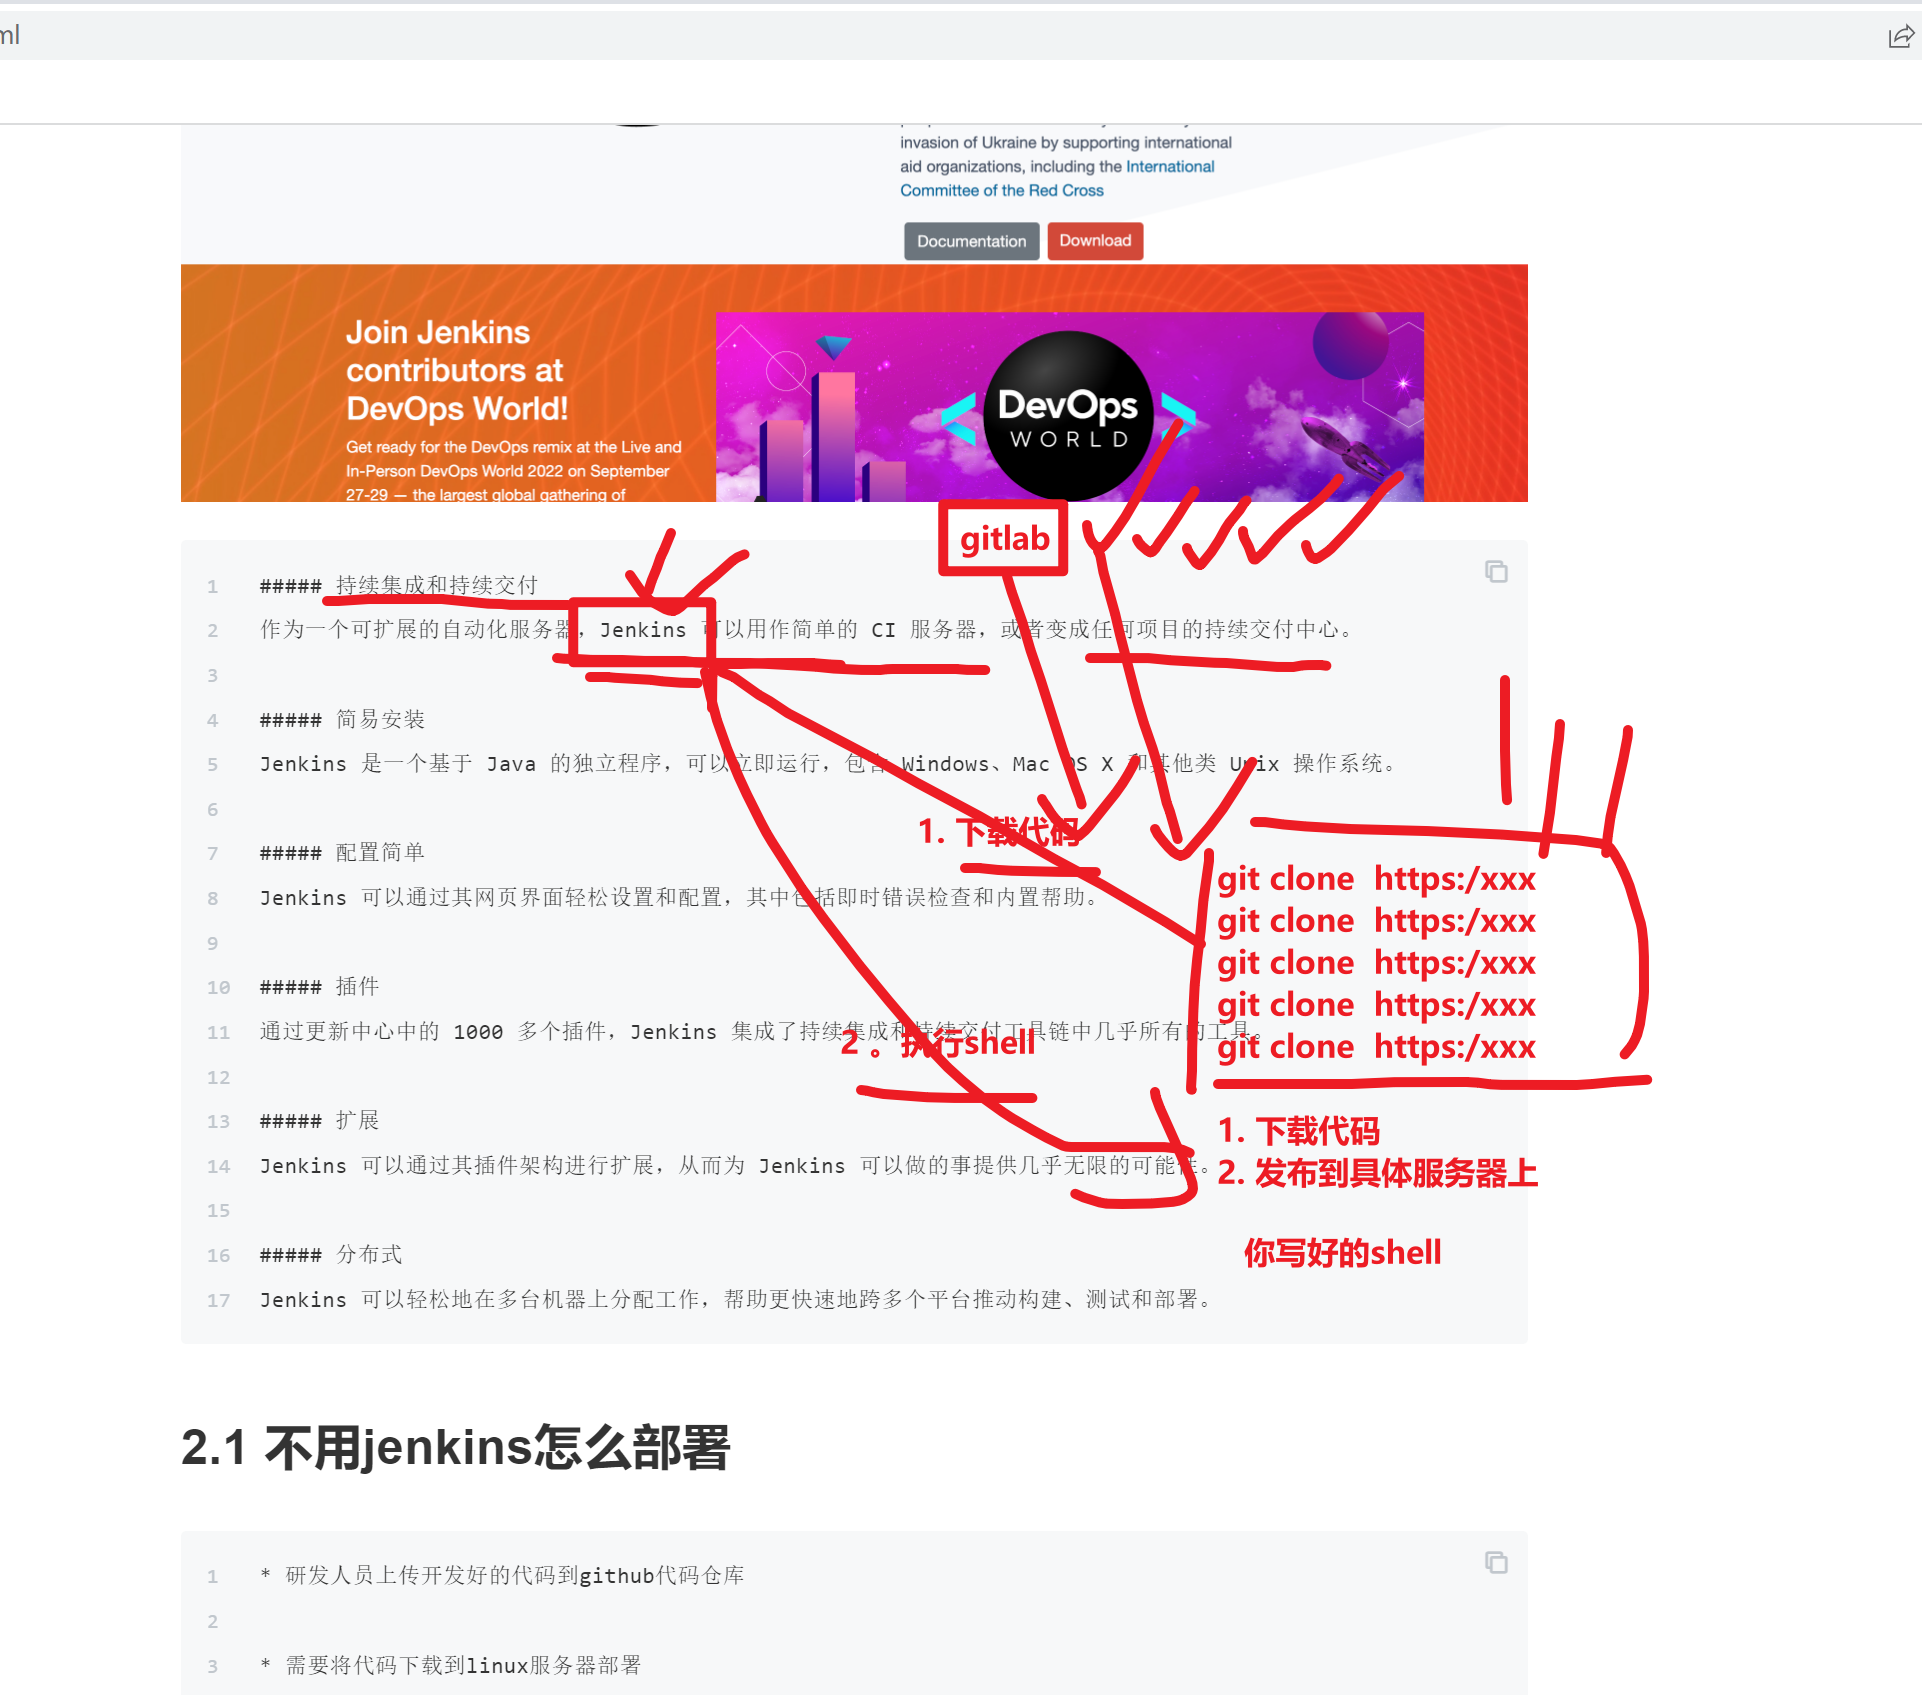 ml
invasion of Ukraine by supporting international
aid organizations, including the International
Committee of the Red Cross
Documentation Download
Join Jenkins
contributors at
DevOps World!
Get ready for the DevOps remix at the Live and
In-Person DevOps World 2022 on September
27-29 — the largest global gathering of
DevOps
WORLD
gitlab
1 ##### 持续集成和持续交付
2 作为一个可扩展的自动化服务器，Jenkins 可以用作简单的 CI 服务器，或者变成任何项目的持续交付中心。
3
4 ##### 简易安装
5 Jenkins 是一个基于 Java 的独立程序，可以立即运行，包含 Windows、Mac OS X 和其他类 Unix 操作系统。
6
1. 下载代码
7 ##### 配置简单
git clone https:/xxx
8 Jenkins 可以通过其网页界面轻松设置和配置，其中包括即时错误检查和内置帮助。
git clone https:/xxx
9
git clone https:/xxx
10 ##### 插件
git clone https:/xxx
11 通过更新中心中的 1000 多个插件，Jenkins 集成了持续集成和持续交付工具链中几乎所有的工具。
2 。执行shell
git clone https:/xxx
12
13 ##### 扩展
1. 下载代码
14 Jenkins 可以通过其插件架构进行扩展，从而为 Jenkins 可以做的事提供几乎无限的可能性。
2. 发布到具体服务器上
15
16 ##### 分布式
你写好的shell
17 Jenkins 可以轻松地在多台机器上分配工作，帮助更快速地跨多个平台推动构建、测试和部署。
2.1 不用jenkins怎么部署
1 * 研发人员上传开发好的代码到github代码仓库
2
3 * 需要将代码下载到linux服务器部署